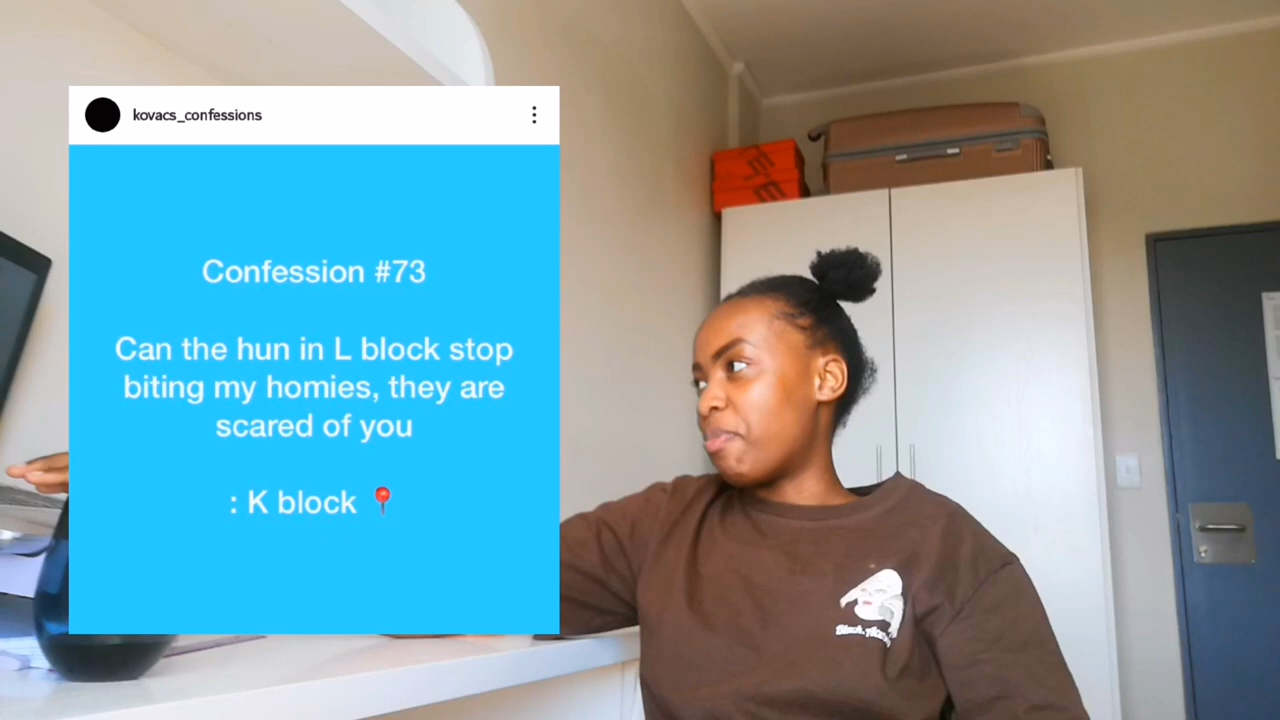 kovacs_confessions
Confession #73
Can the hun in L block stop
biting my homies, they are
scared of you
: K block 📍